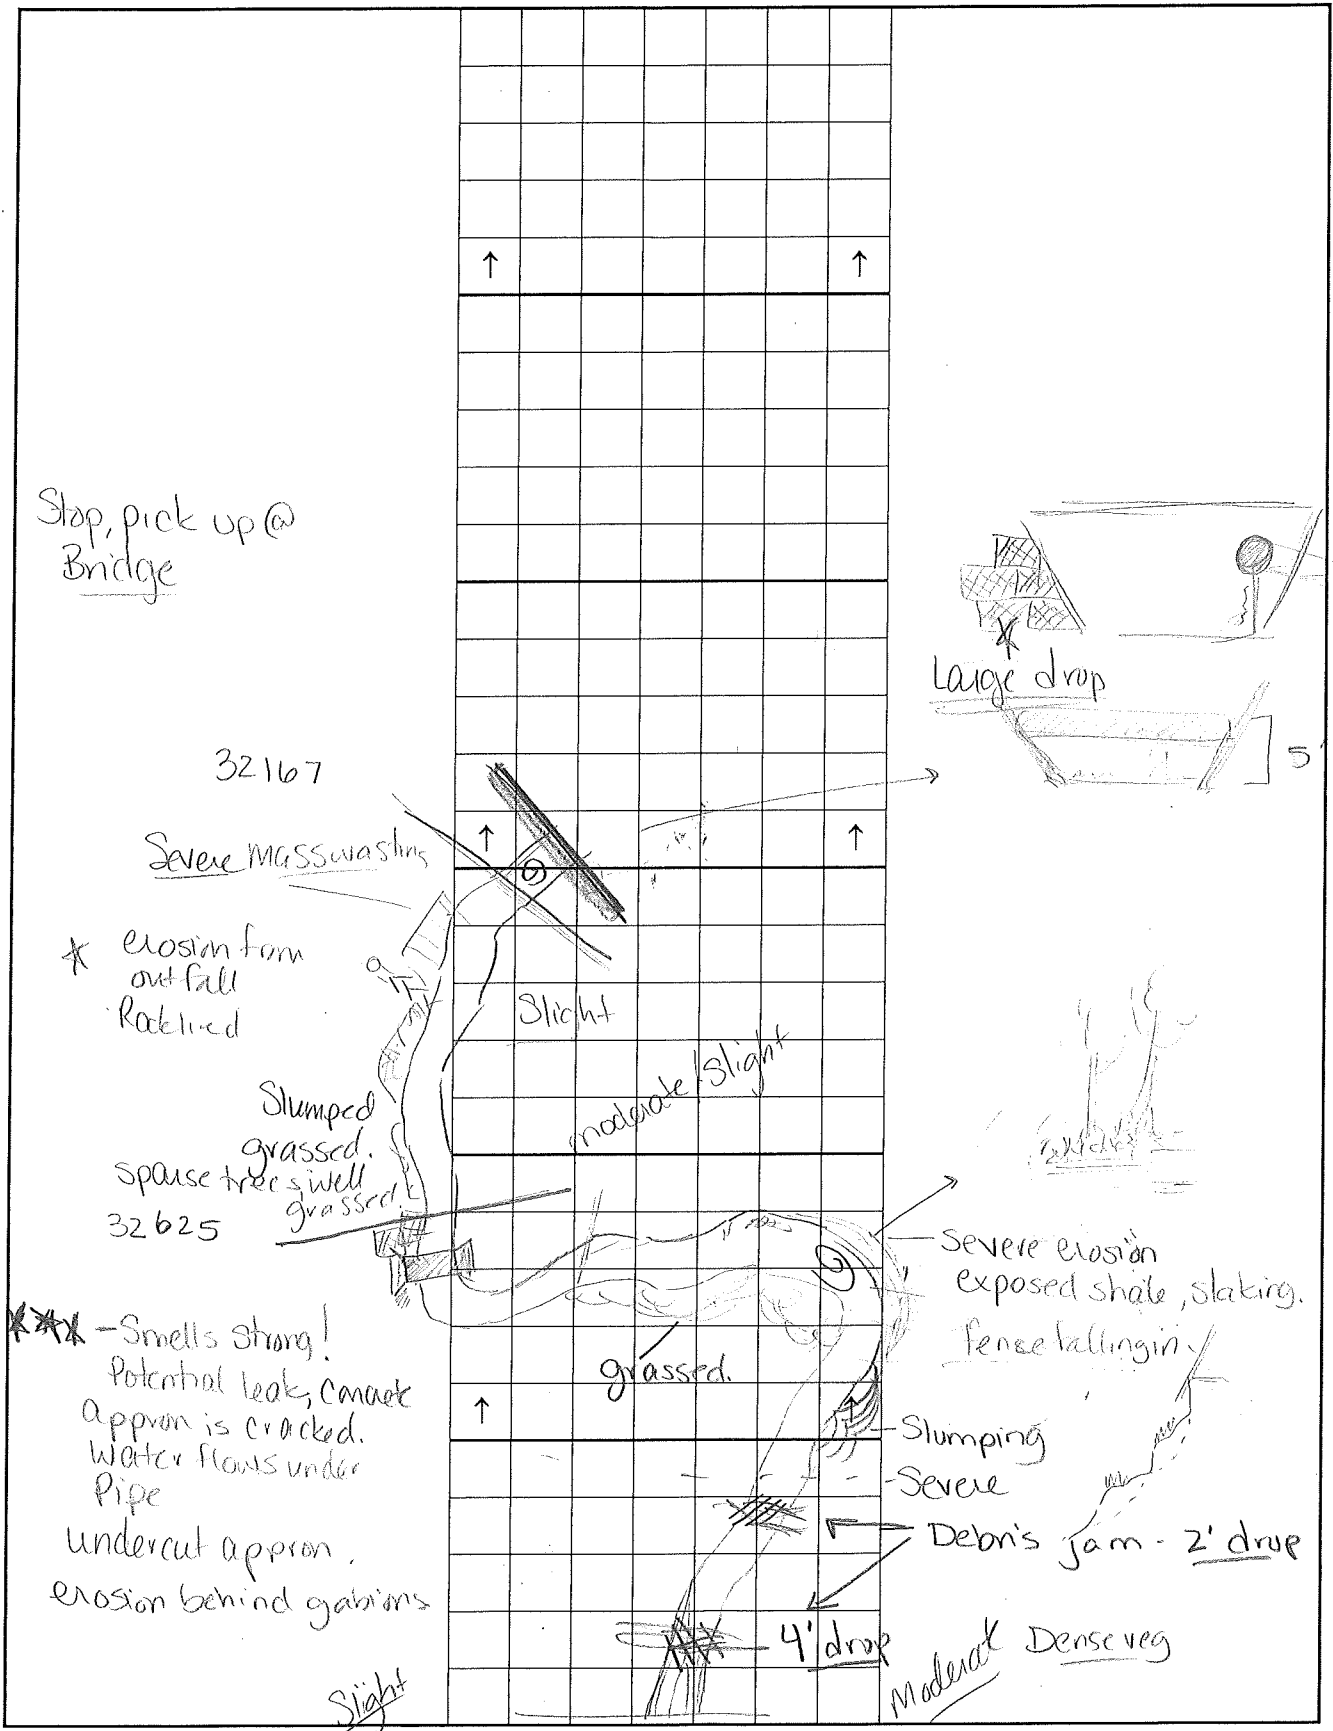 Stop, pick up @
Bridge
Large drop
5'
32167
Severe masswasting
erosion from
outfall
Rocklined
Slight
moderate/Slight
Slumped
grassed.
Sparse trees, well
grassed.
32625
Severe erosion
exposed shale, slaking.
fense falling in.
- Smells strong!
Potential leak, concrete
appron is cracked.
Water flows under
Pipe
undercut appron.
erosion behind gabions
grassed.
Slumping
Severe
Debris jam - 2' drop
4' drop
Moderat
Dense veg
Slight